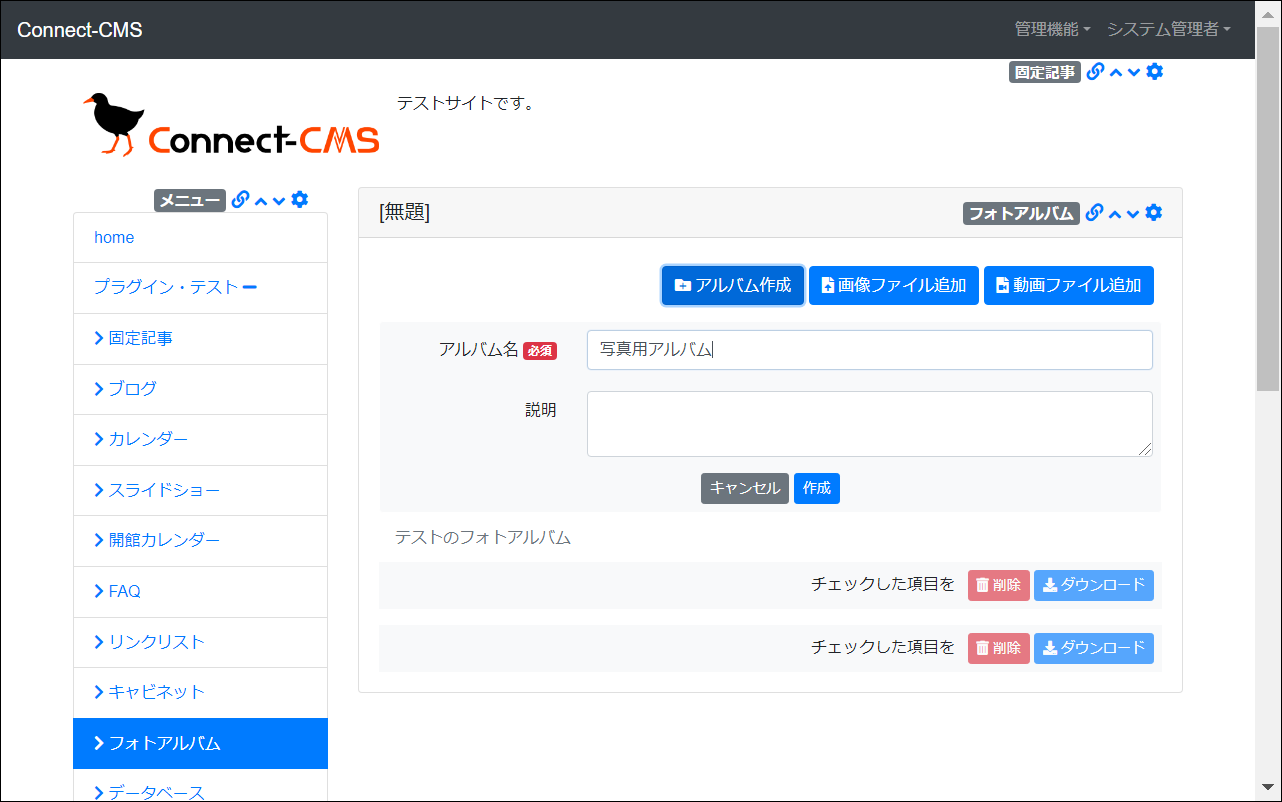 Connect-CMS
管理機能 システム管理者
固定記事
Connect-CMS
テストサイトです。
メニュー
home
プラグイン・テスト
固定記事
ブログ
カレンダー
スライドショー
開館カレンダー
FAQ
リンクリスト
キャビネット
フォトアルバム
データベース
[無題]
フォトアルバム
アルバム作成 画像ファイル追加 動画ファイル追加
アルバム名 必須 写真用アルバム
説明
キャンセル 作成
テストのフォトアルバム
チェックした項目を 削除 ダウンロード
チェックした項目を 削除 ダウンロード